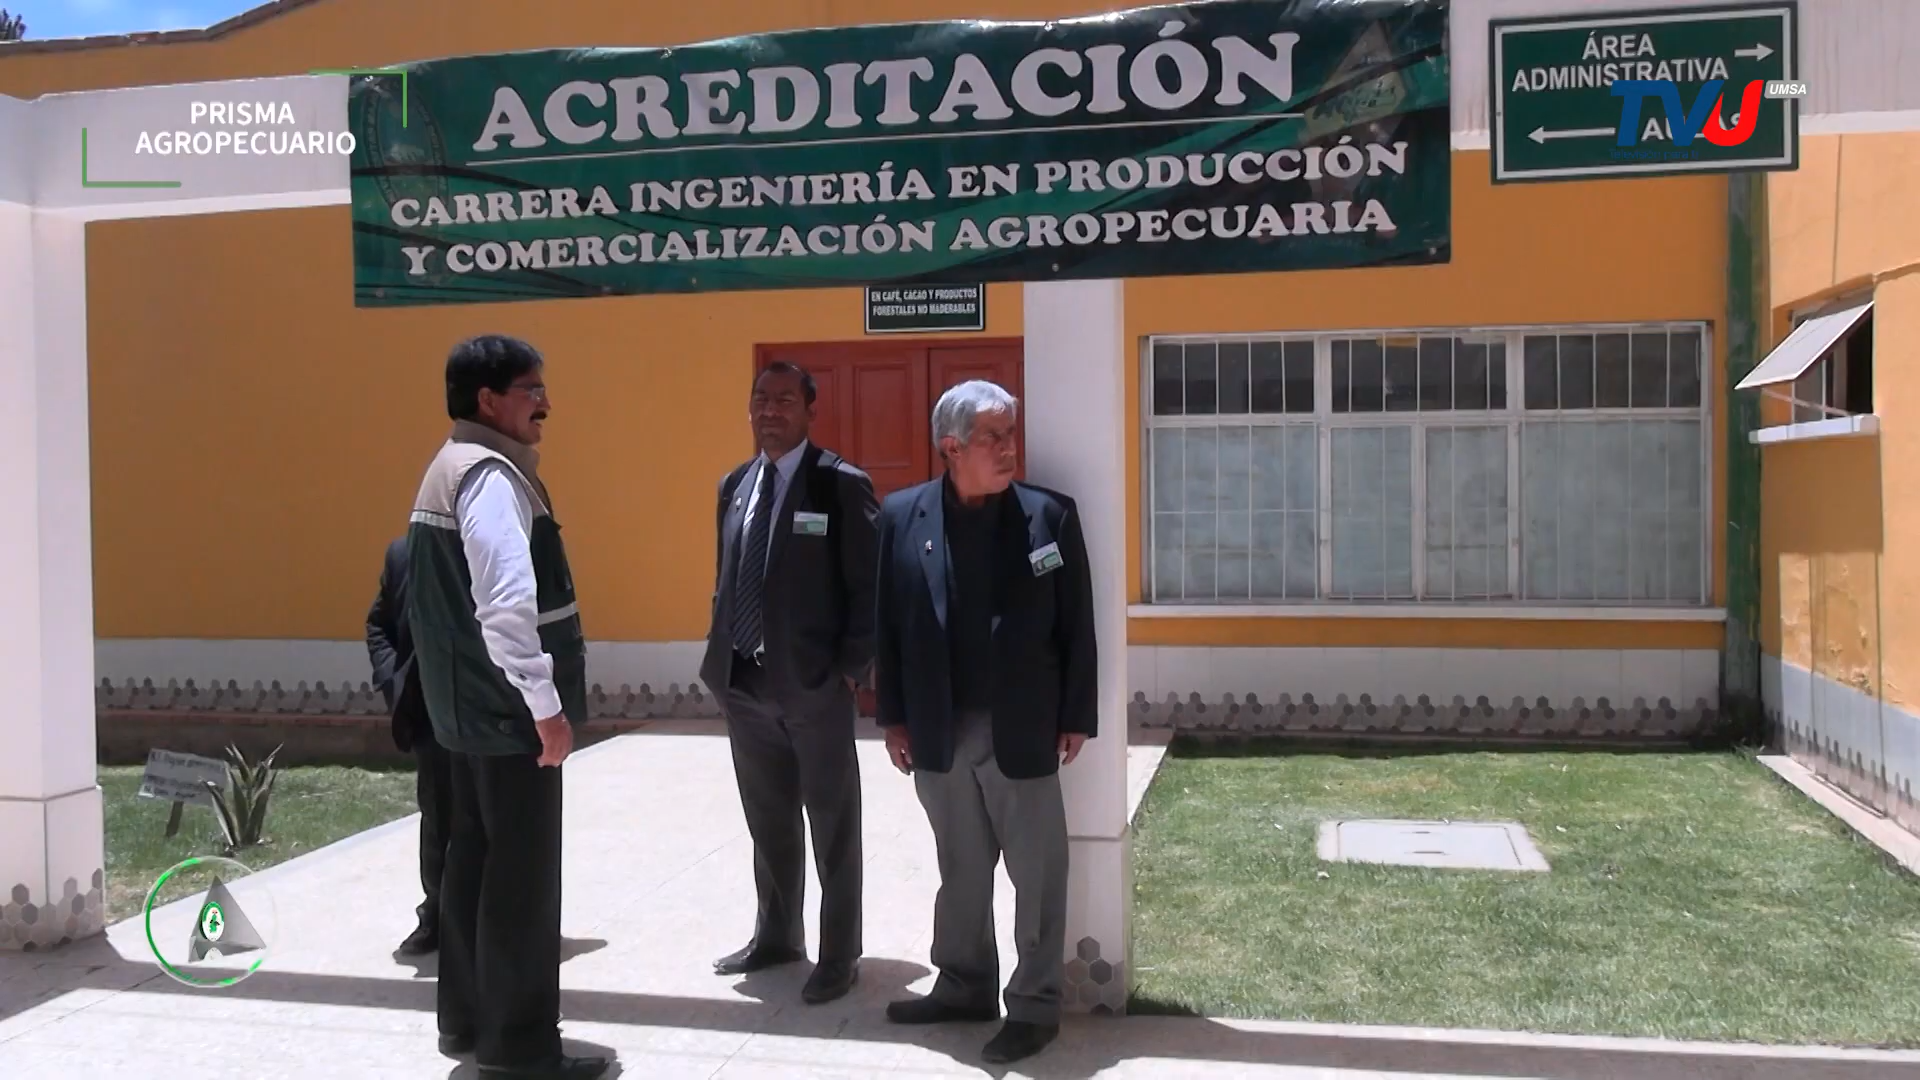 PRISMA
AGROPECUARIO
ACREDITACIÓN
CARRERA INGENIERÍA EN PRODUCCIÓN
Y COMERCIALIZACIÓN AGROPECUARIA
ÁREA
ADMINISTRATIVA
TVU
UMSA
EN CAFÉ, CACAO Y PRODUCTOS
FORESTALES NO MADERABLES